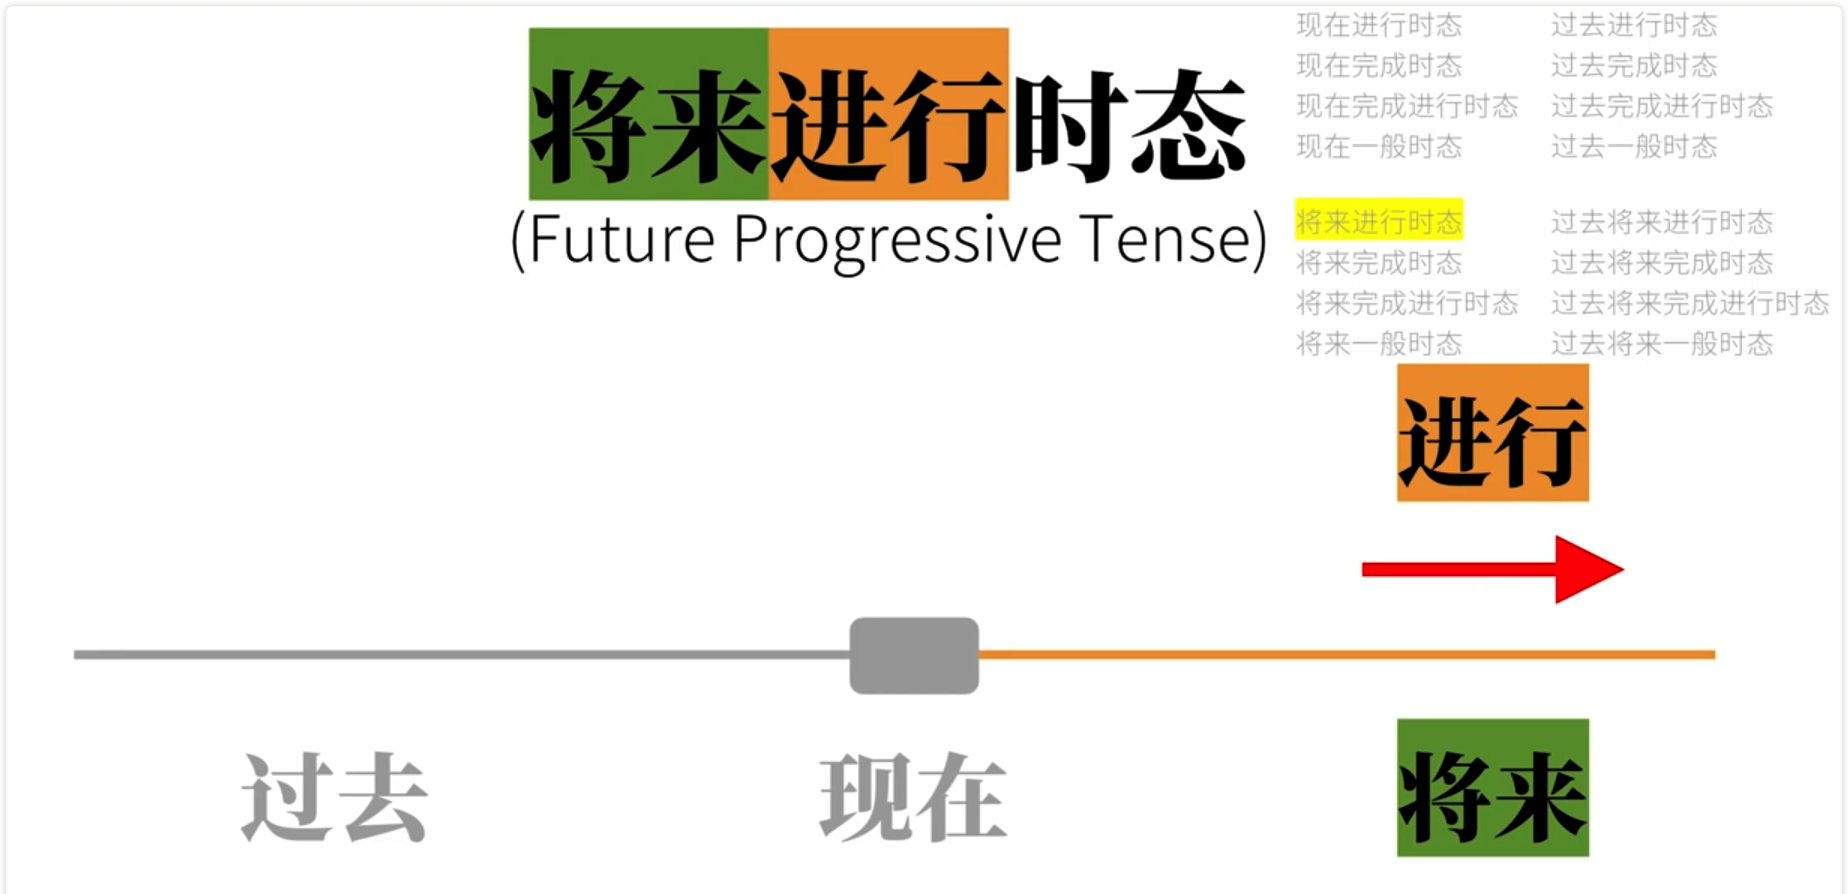 将来进行时态
(Future Progressive Tense)
现在进行时态 过去进行时态
现在完成时态 过去完成时态
现在完成进行时态 过去完成进行时态
现在一般时态 过去一般时态
将来进行时态 过去将来进行时态
将来完成时态 过去将来完成时态
将来完成进行时态 过去将来完成进行时态
将来一般时态 过去将来一般时态
进行
过去 现在 将来